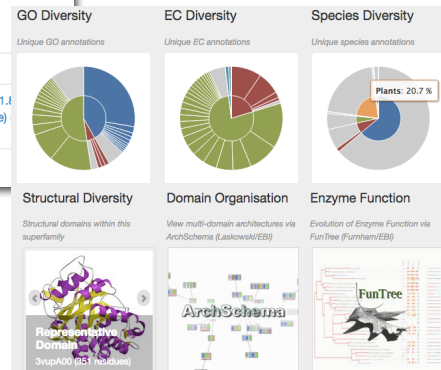 GO Diversity
EC Diversity
Species Diversity
Unique GO annotations
Unique EC annotations
Unique species annotations
Plants: 20.7 %
Structural Diversity
Domain Organisation
Enzyme Function
Structural domains within this
superfamily
View multi-domain architectures via
ArchSchema (Laskowski/EBI)
Evolution of Enzyme Function via
FunTree (Furnham/EBI)
Representative
Domain
3vupA00 (351 residues)
ArchSchema
FunTree